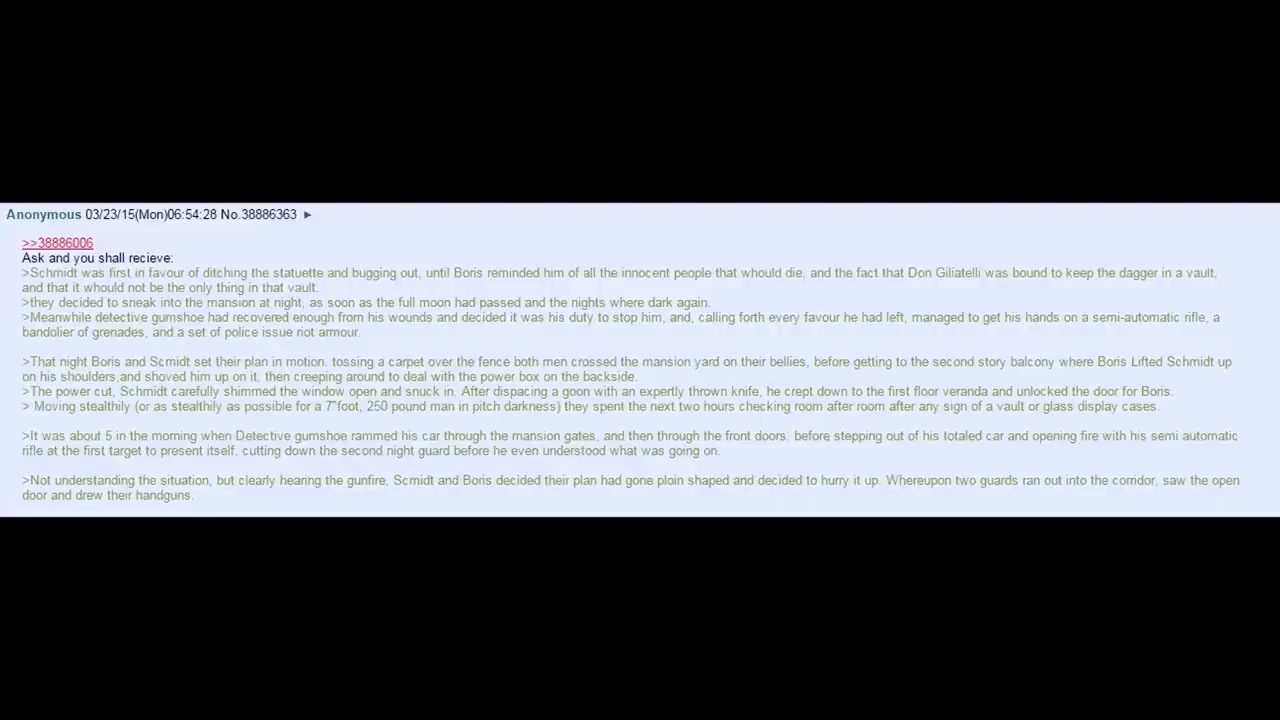 Anonymous 03/23/15(Mon)06:54:28 No.38886363 ►
>>38886006
Ask and you shall recieve:
>Schmidt was first in favour of ditching the statuette and bugging out, until Boris reminded him of all the innocent people that whould die, and the fact that Don Giliatelli was bound to keep the dagger in a vault,
and that it whould not be the only thing in that vault.
>they decided to sneak into the mansion at night, as soon as the full moon had passed and the nights where dark again.
>Meanwhile detective gumshoe had recovered enough from his wounds and decided it was his duty to stop him, and, calling forth every favour he had left, managed to get his hands on a semi-automatic rifle, a
bandolier of grenades, and a set of police issue riot armour.
>That night Boris and Scmidt set their plan in motion. tossing a carpet over the fence both men crossed the mansion yard on their bellies, before getting to the second story balcony where Boris Lifted Schmidt up
on his shoulders,and shoved him up on it, then creeping around to deal with the power box on the backside.
>The power cut, Schmidt carefully shimmed the window open and snuck in. After dispacing a goon with an expertly thrown knife, he crept down to the first floor veranda and unlocked the door for Boris.
> Moving stealthily (or as stealthily as possible for a 7"foot, 250 pound man in pitch darkness) they spent the next two hours checking room after room after any sign of a vault or glass display cases.
>It was about 5 in the morning when Detective gumshoe rammed his car through the mansion gates, and then through the front doors. before stepping out of his totaled car and opening fire with his semi automatic
rifle at the first target to present itself. cutting down the second night guard before he even understood what was going on.
>Not understanding the situation, but clearly hearing the gunfire, Scmidt and Boris decided their plan had gone ploin shaped and decided to hurry it up. Whereupon two guards ran out into the corridor, saw the open
door and drew their handguns.